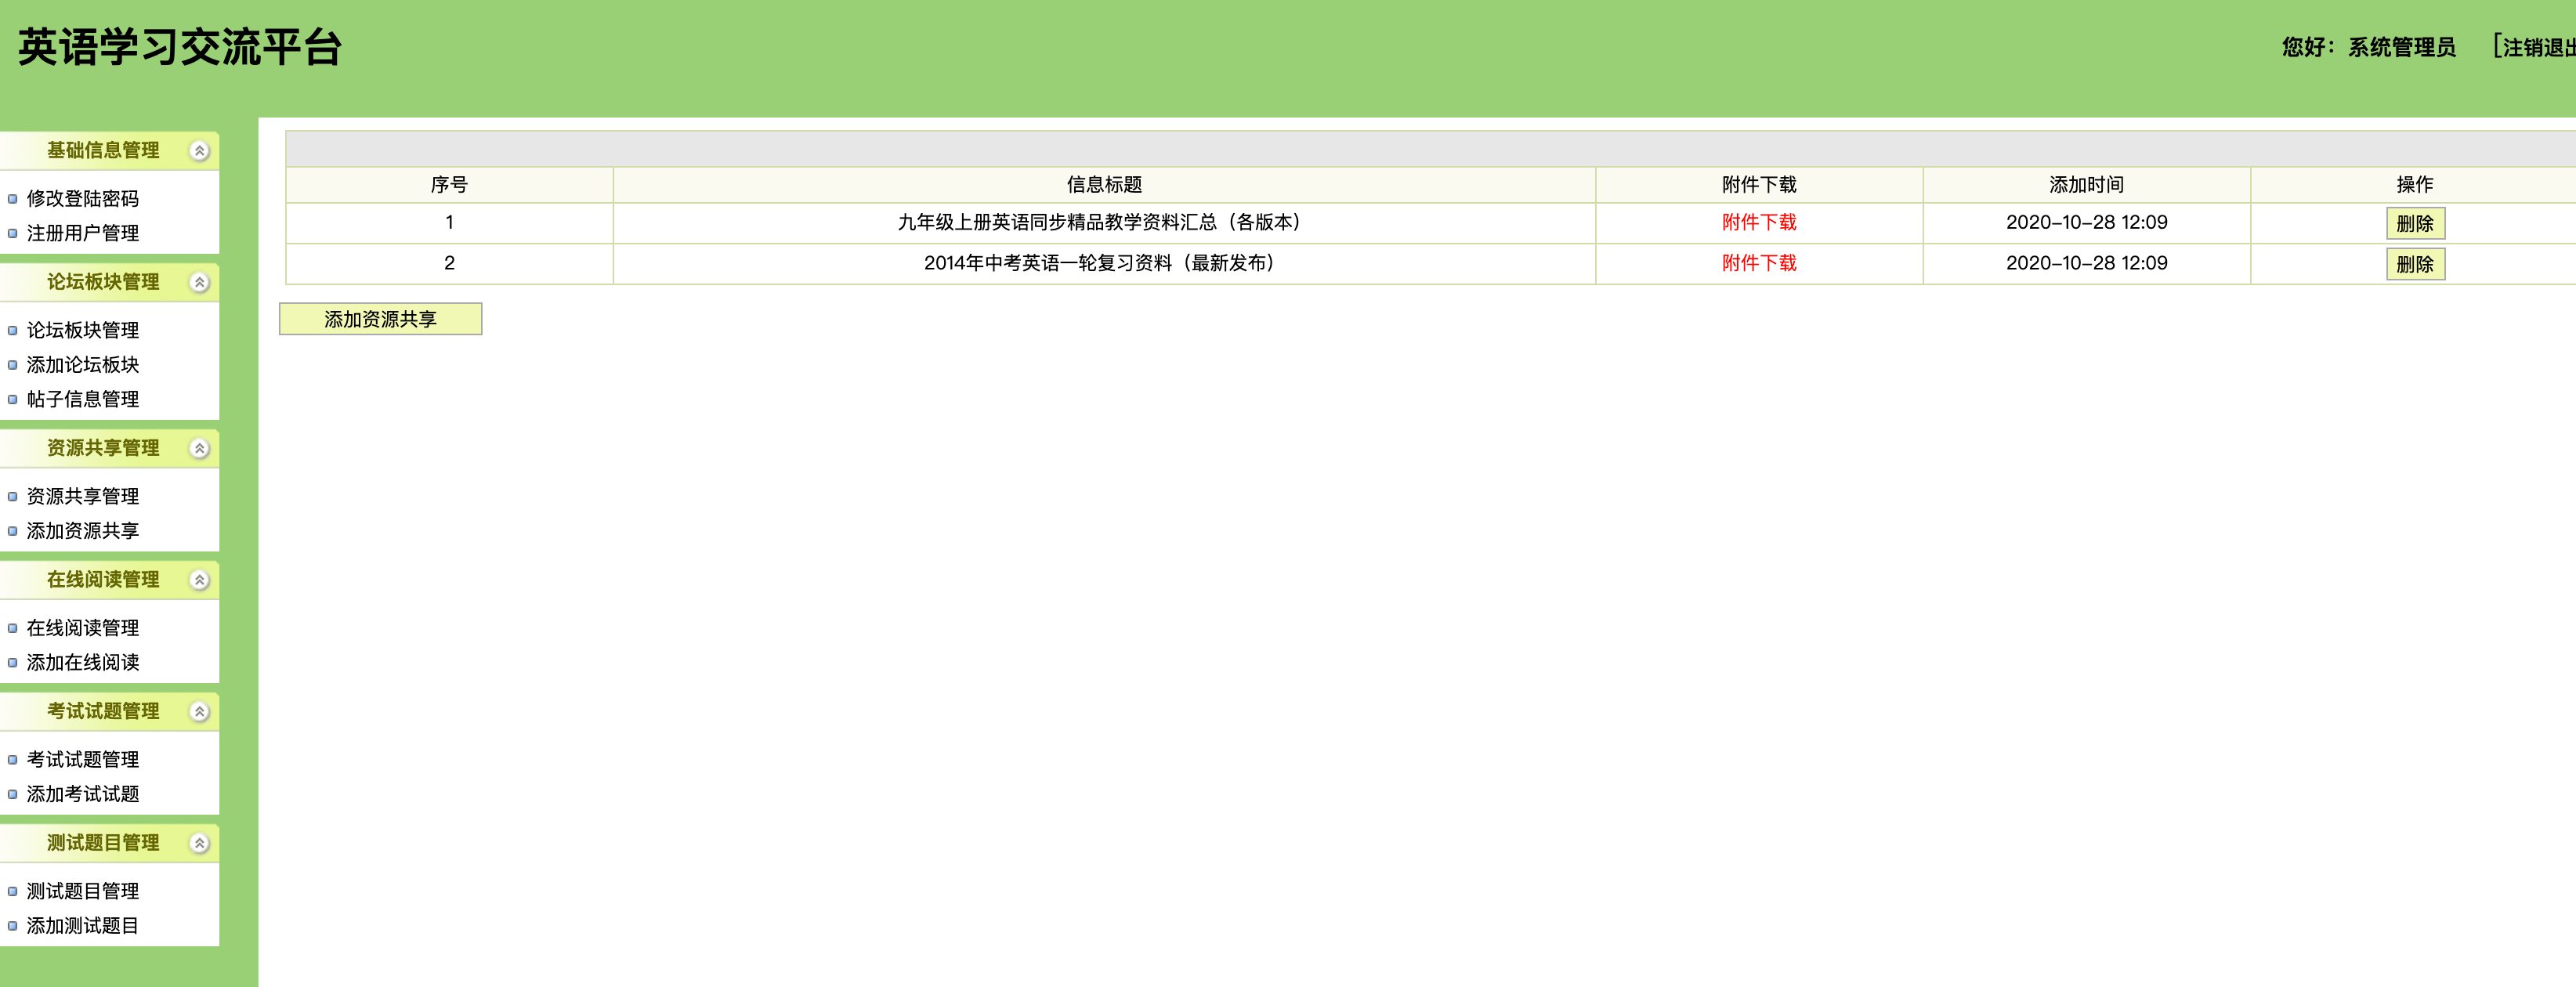 英语学习交流平台
您好：系统管理员 [注销退出
基础信息管理
修改登陆密码
注册用户管理
论坛板块管理
论坛板块管理
添加论坛板块
帖子信息管理
资源共享管理
资源共享管理
添加资源共享
在线阅读管理
在线阅读管理
添加在线阅读
考试试题管理
考试试题管理
添加考试试题
测试题目管理
测试题目管理
添加测试题目
序号 信息标题 附件下载 添加时间 操作
1 九年级上册英语同步精品教学资料汇总（各版本） 附件下载 2020-10-28 12:09 删除
2 2014年中考英语一轮复习资料（最新发布） 附件下载 2020-10-28 12:09 删除
添加资源共享